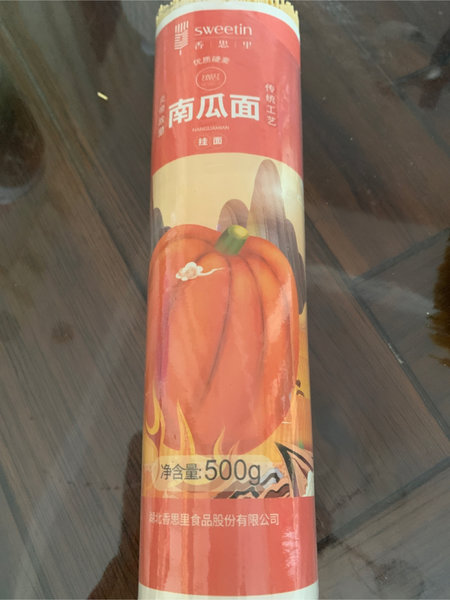 sweetin
香思里
优质硬麦
南瓜面
NANGUAMIAN
挂面
传统工艺
净含量:500g
湖北香思里食品股份有限公司